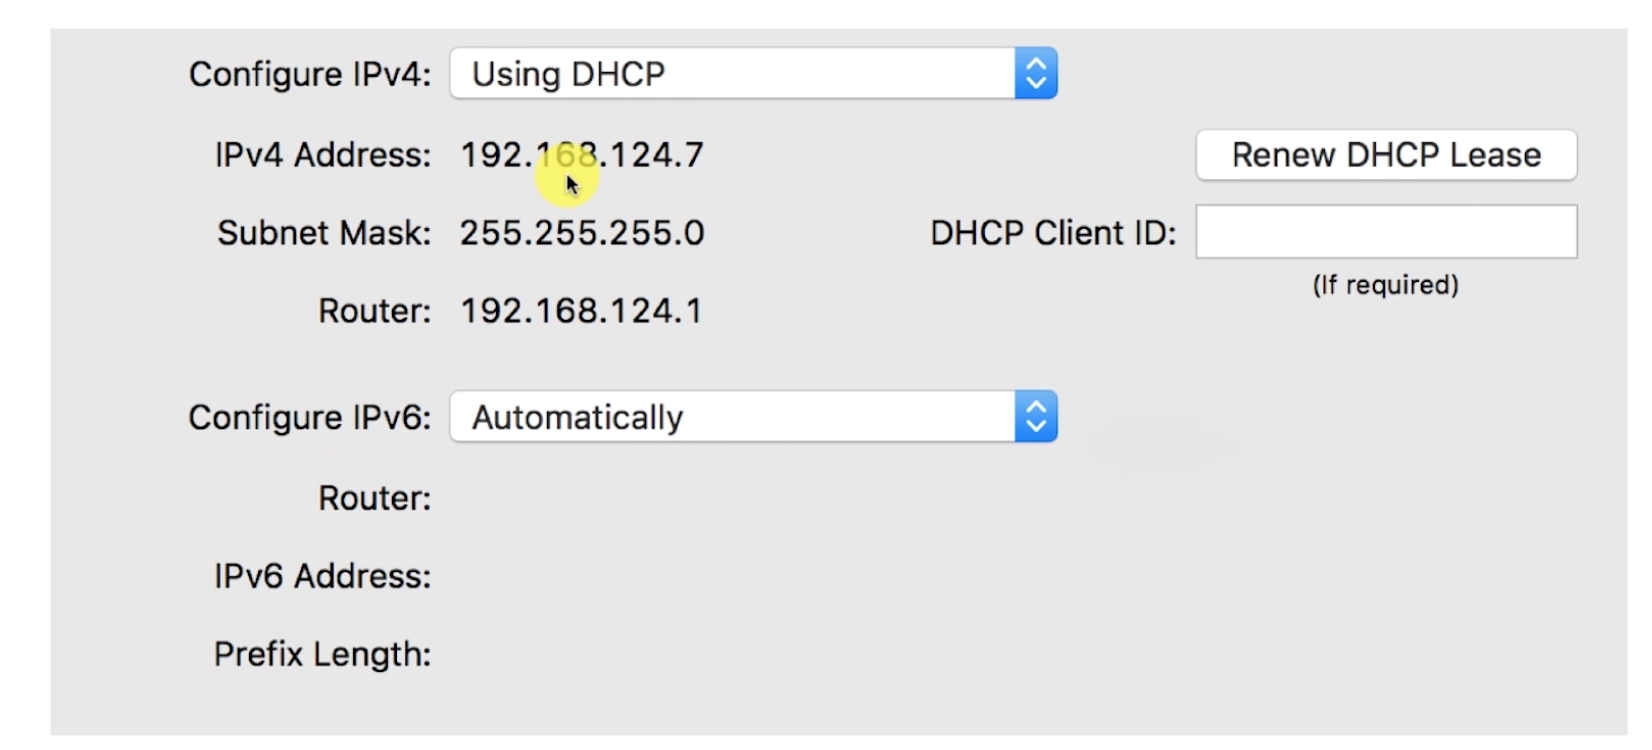 Configure IPv4: Using DHCP
IPv4 Address: 192.168.124.7 Renew DHCP Lease
Subnet Mask: 255.255.255.0 DHCP Client ID:
(If required)
Router: 192.168.124.1
Configure IPv6: Automatically
Router:
IPv6 Address:
Prefix Length: